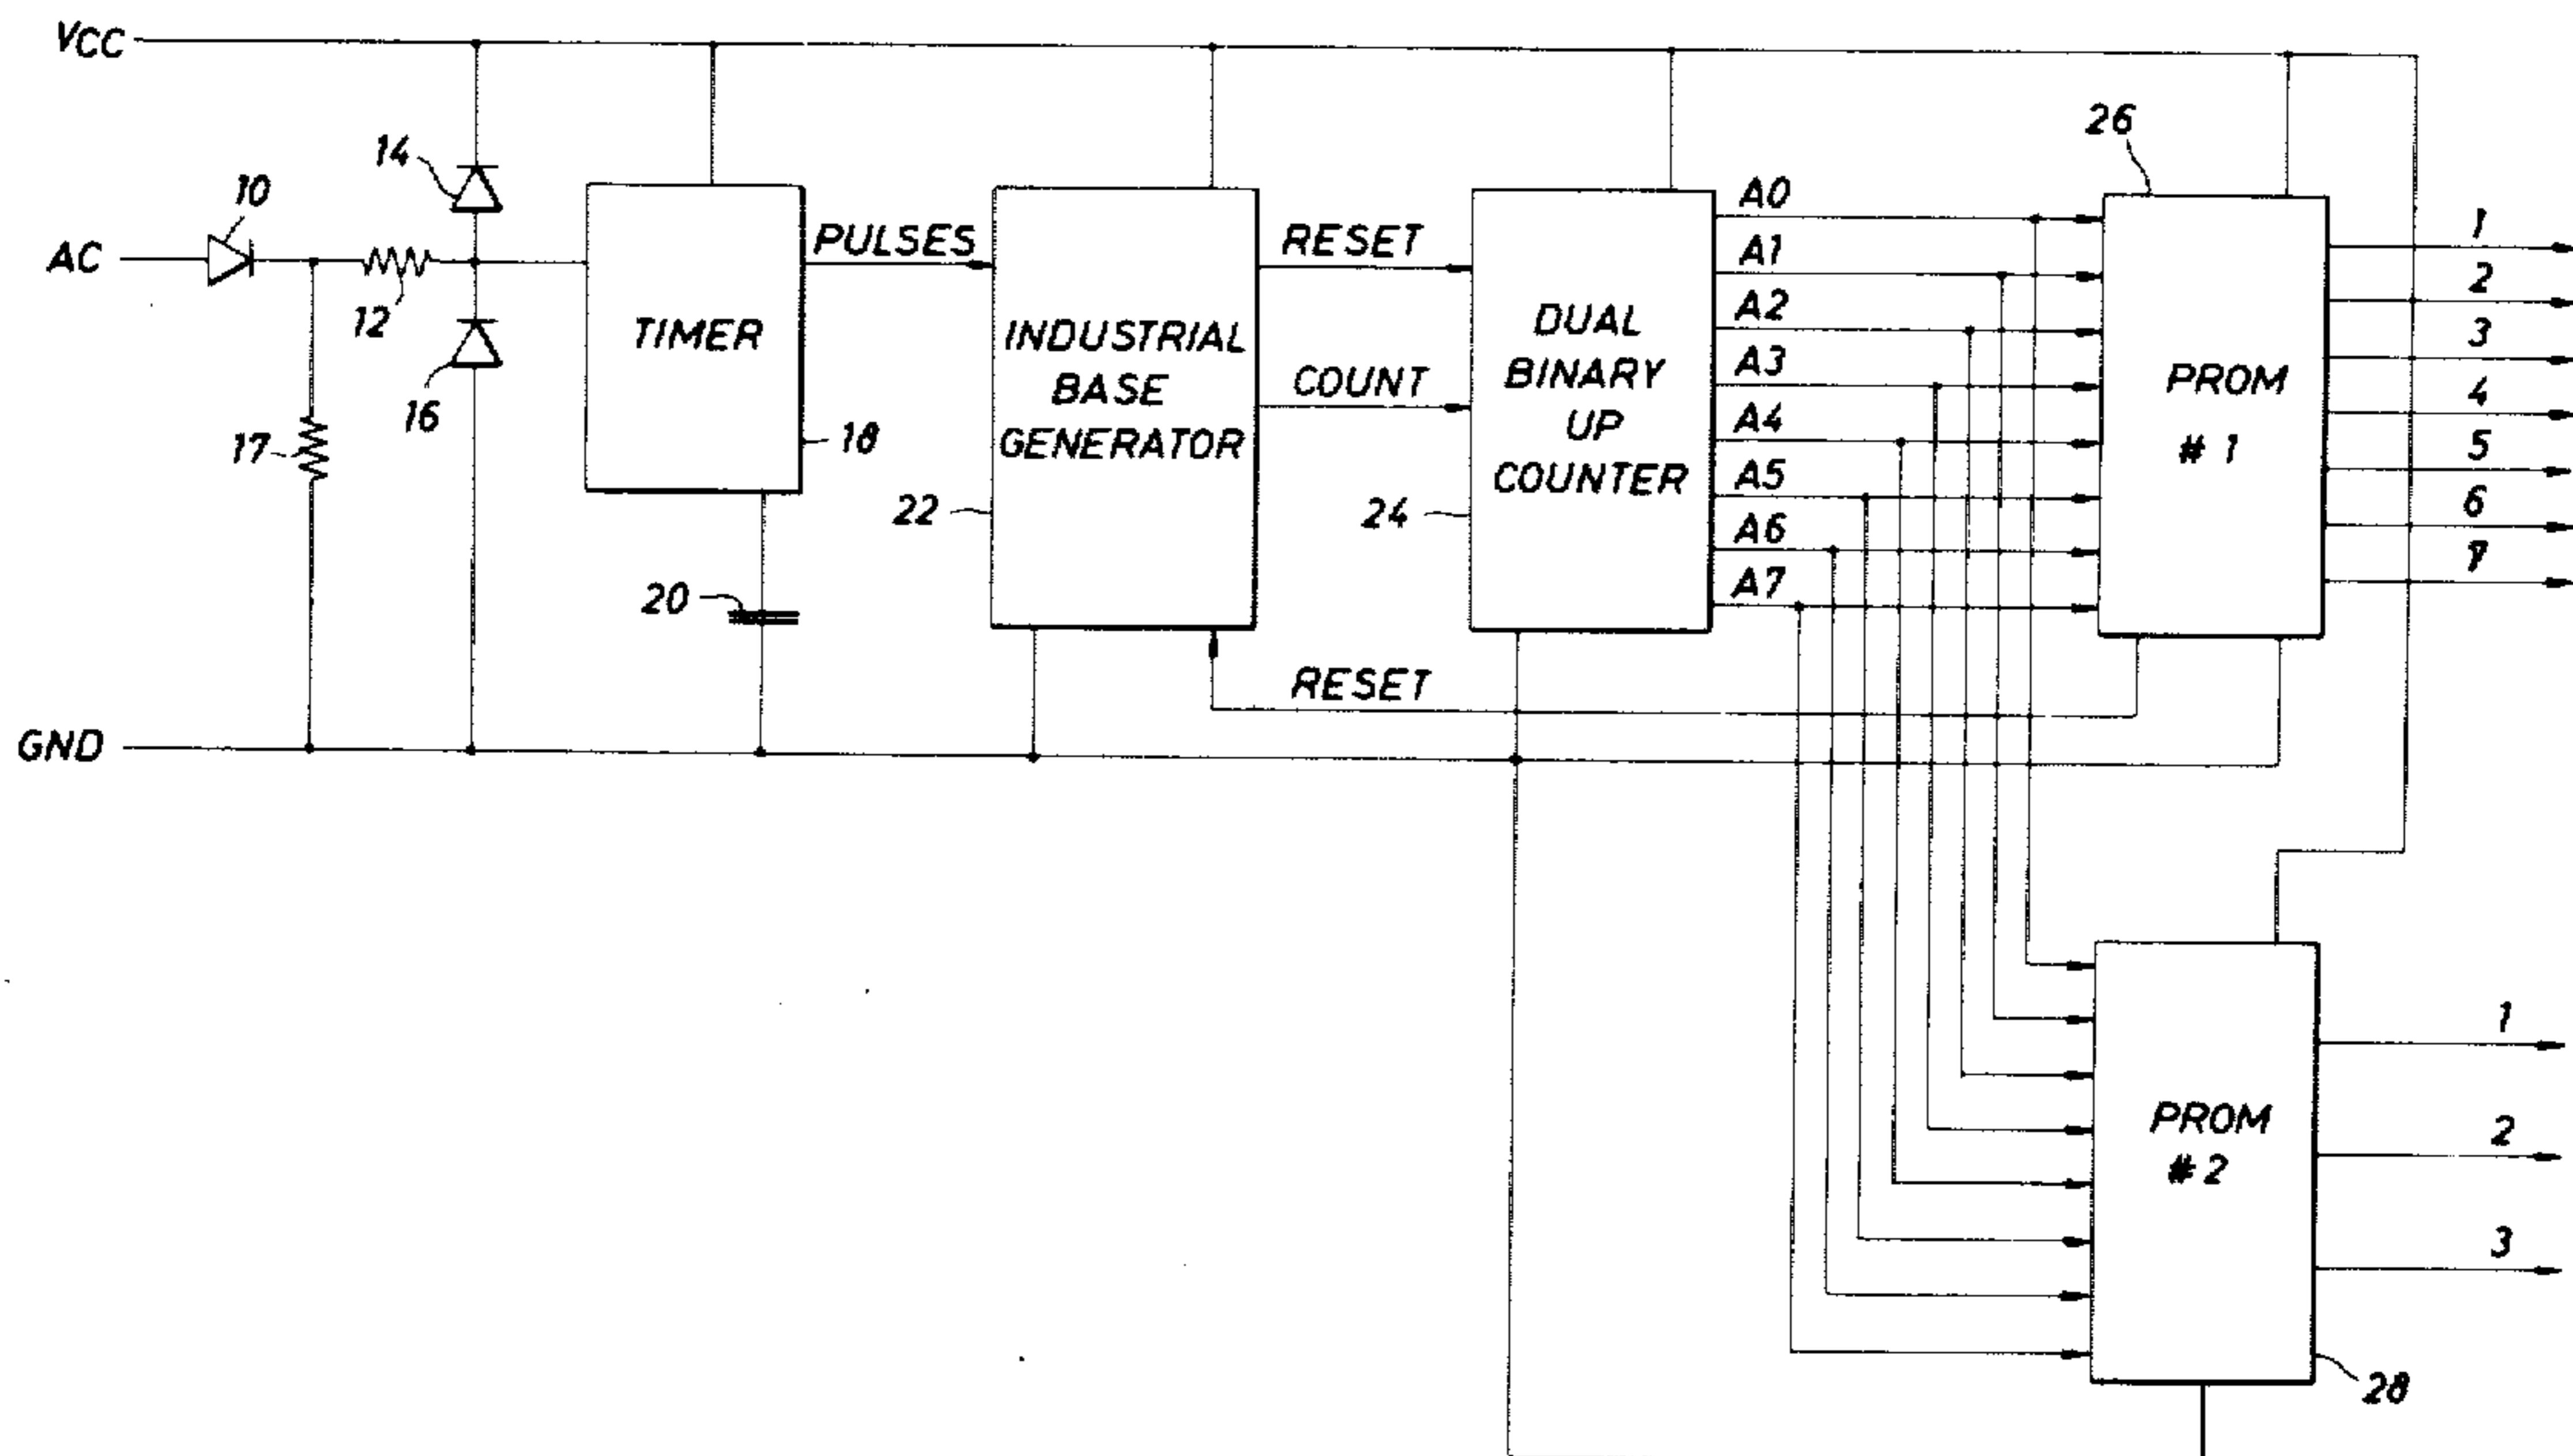 VCC
AC
10
14
12
16
17
TIMER
18
20
GND
PULSES
INDUSTRIAL
BASE
GENERATOR
22
RESET
COUNT
RESET
DUAL
BINARY
UP
COUNTER
24
A0
A1
A2
A3
A4
A5
A6
A7
26
PROM
# 1
1
2
3
4
5
6
7
PROM
# 2
28
1
2
3